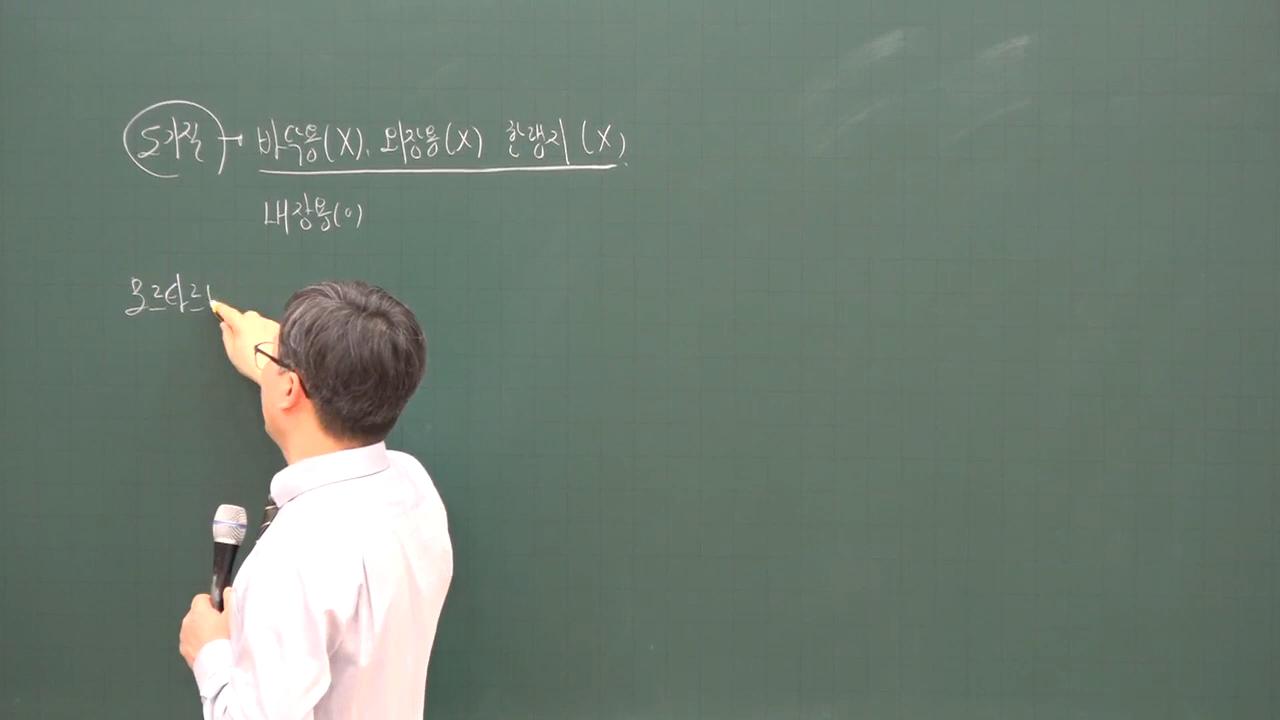 도기질 → 바닥용(X), 외장용(X) 한랭지 (X).
내장용(○)
모르타르